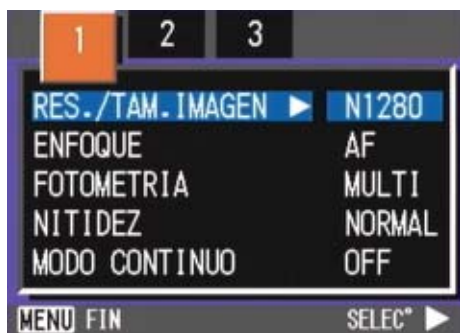 1 2 3
RES./TAM.IMAGEN ▶ N1280
ENFOQUE AF
FOTOMETRIA MULTI
NITIDEZ NORMAL
MODO CONTINUO OFF
MENU FIN SELEC° ▶